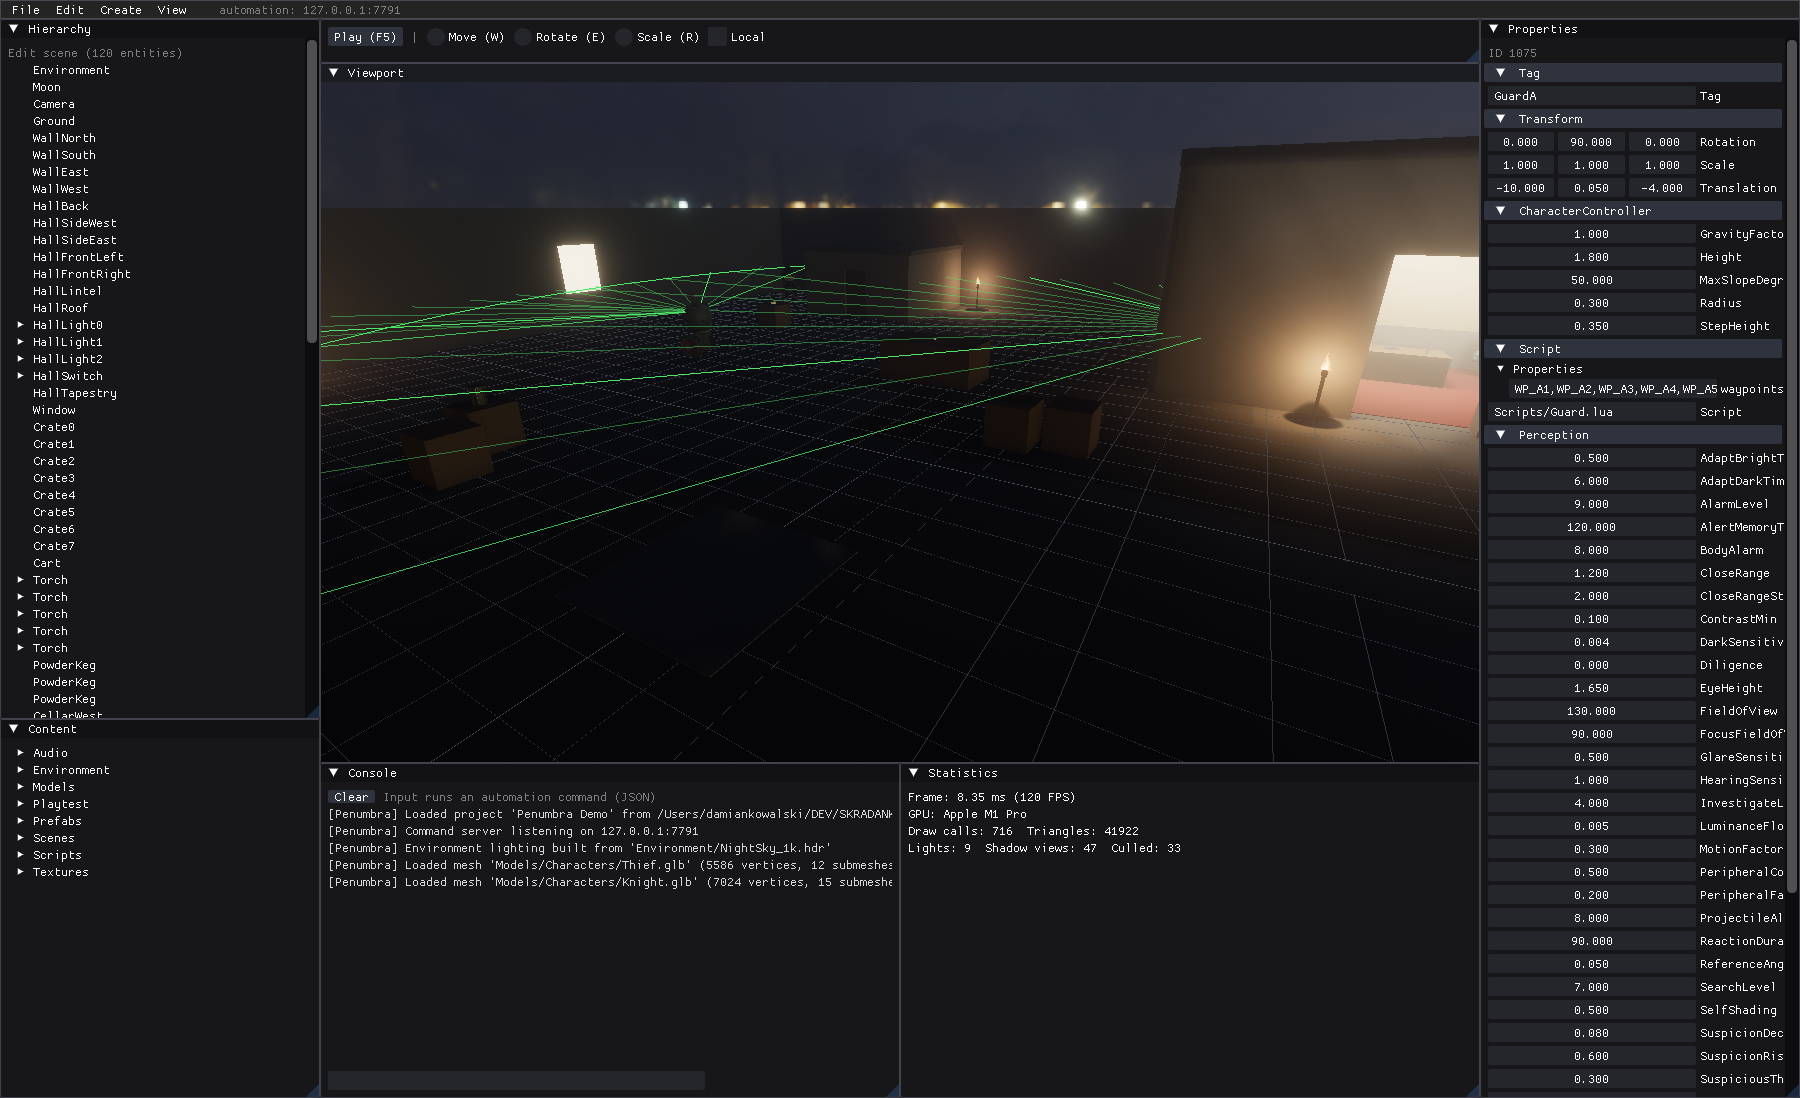 File Edit Create View automation: 127.0.0.1:7791
Hierarchy
Edit scene (120 entities)
Environment
Moon
Camera
Ground
WallNorth
WallSouth
WallEast
WallWest
HallBack
HallSideWest
HallSideEast
HallFrontLeft
HallFrontRight
HallLintel
HallRoof
HallLight0
HallLight1
HallLight2
HallSwitch
HallTapestry
Window
Crate0
Crate1
Crate2
Crate3
Crate4
Crate5
Crate6
Crate7
Cart
Torch
Torch
Torch
Torch
Torch
PowderKeg
PowderKeg
PowderKeg
CellarWest
Content
Audio
Environment
Models
Playtest
Prefabs
Scenes
Scripts
Textures
Play (F5) | Move (W) Rotate (E) Scale (R) Local
Viewport
Console
Clear Input runs an automation command (JSON)
[Penumbra] Loaded project 'Penumbra Demo' from /Users/damiankowalski/DEV/SKRADANK
[Penumbra] Command server listening on 127.0.0.1:7791
[Penumbra] Environment lighting built from 'Environment/NightSky_1k.hdr'
[Penumbra] Loaded mesh 'Models/Characters/Thief.glb' (5586 vertices, 12 submeshes
[Penumbra] Loaded mesh 'Models/Characters/Knight.glb' (7024 vertices, 15 submeshe
Statistics
Frame: 8.35 ms (120 FPS)
GPU: Apple M1 Pro
Draw calls: 716 Triangles: 41922
Lights: 9 Shadow views: 47 Culled: 33
Properties
ID 1075
Tag
GuardA Tag
Transform
0.000 90.000 0.000 Rotation
1.000 1.000 1.000 Scale
-10.000 0.050 -4.000 Translation
CharacterController
1.000 GravityFacto
1.800 Height
50.000 MaxSlopeDegr
0.300 Radius
0.350 StepHeight
Script
Properties
WP_A1,WP_A2,WP_A3,WP_A4,WP_A5 waypoints
Scripts/Guard.lua Script
Perception
0.500 AdaptBrightT
6.000 AdaptDarkTim
9.000 AlarmLevel
120.000 AlertMemoryT
8.000 BodyAlarm
1.200 CloseRange
2.000 CloseRangeSt
0.100 ContrastMin
0.004 DarkSensitiv
0.000 Diligence
1.650 EyeHeight
130.000 FieldOfView
90.000 FocusFieldOf
0.500 GlareSensiti
1.000 HearingSensi
4.000 InvestigateL
0.005 LuminanceFlo
0.300 MotionFactor
0.500 PeripheralCo
0.200 PeripheralFa
8.000 ProjectileAl
90.000 ReactionDura
0.050 ReferenceAng
7.000 SearchLevel
0.500 SelfShading
0.080 SuspicionDec
0.600 SuspicionRis
0.300 SuspiciousTh